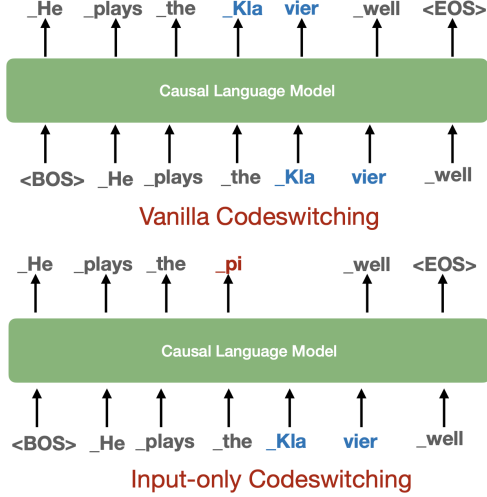 _He _plays _the _Kla vier _well <EOS>
Causal Language Model
<BOS> _He _plays _the _Kla vier _well
Vanilla Codeswitching
_He _plays _the _pi _well <EOS>
Causal Language Model
<BOS> _He _plays _the _Kla vier _well
Input-only Codeswitching